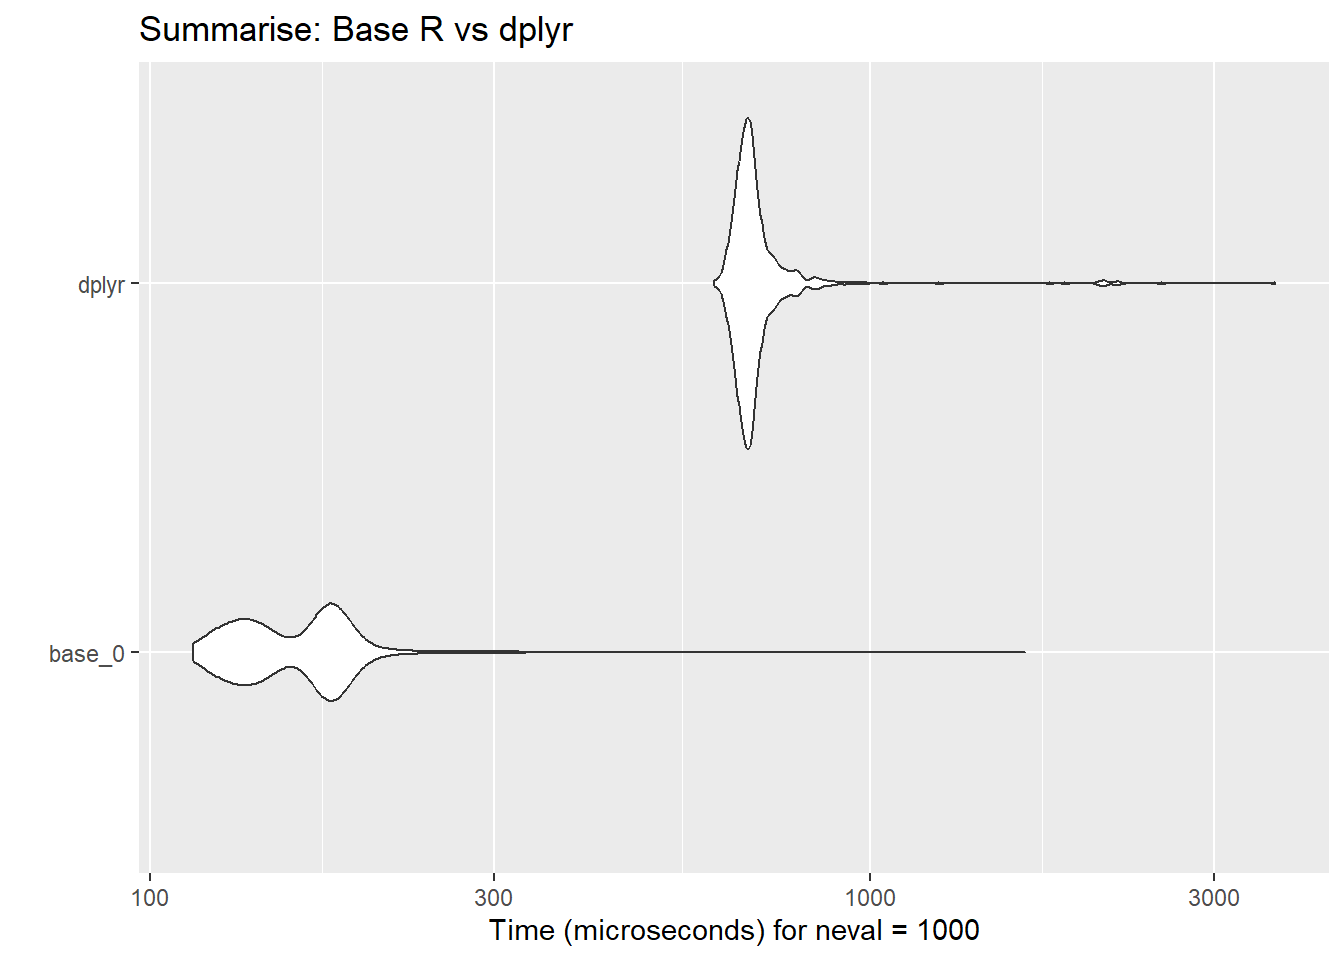 Summarise: Base R vs dplyr
dplyr
base_0
100 300 1000 3000
Time (microseconds) for neval = 1000